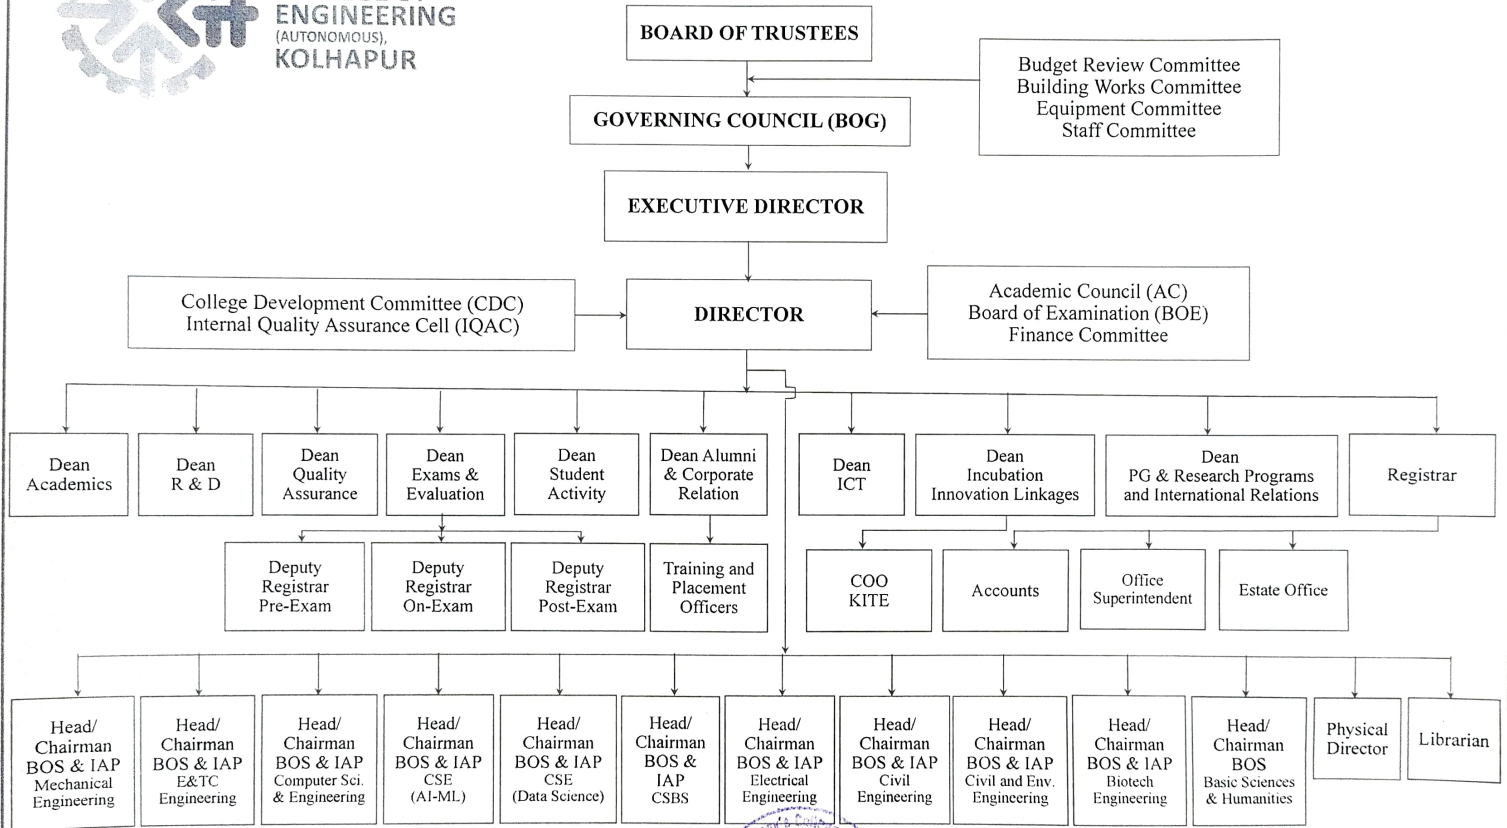 ENGINEERING
(AUTONOMOUS),
KOLHAPUR
BOARD OF TRUSTEES
Budget Review Committee
Building Works Committee
Equipment Committee
Staff Committee
GOVERNING COUNCIL (BOG)
EXECUTIVE DIRECTOR
College Development Committee (CDC)
Internal Quality Assurance Cell (IQAC)
DIRECTOR
Academic Council (AC)
Board of Examination (BOE)
Finance Committee
Dean
Academics
Dean
R & D
Dean
Quality
Assurance
Dean
Exams &
Evaluation
Dean
Student
Activity
Dean Alumni
& Corporate
Relation
Dean
ICT
Dean
Incubation
Innovation Linkages
Dean
PG & Research Programs
and International Relations
Registrar
Deputy
Registrar
Pre-Exam
Deputy
Registrar
On-Exam
Deputy
Registrar
Post-Exam
Training and
Placement
Officers
COO
KITE
Accounts
Office
Superintendent
Estate Office
Head/
Chairman
BOS & IAP
Mechanical
Engineering
Head/
Chairman
BOS & IAP
E&TC
Engineering
Head/
Chairman
BOS & IAP
Computer Sci.
& Engineering
Head/
Chairman
BOS & IAP
CSE
(AI-ML)
Head/
Chairman
BOS & IAP
CSE
(Data Science)
Head/
Chairman
BOS &
IAP
CSBS
Head/
Chairman
BOS & IAP
Electrical
Engineering
Head/
Chairman
BOS & IAP
Civil
Engineering
Head/
Chairman
BOS & IAP
Civil and Env.
Engineering
Head/
Chairman
BOS & IAP
Biotech
Engineering
Head/
Chairman
BOS
Basic Sciences
& Humanities
Physical
Director
Librarian